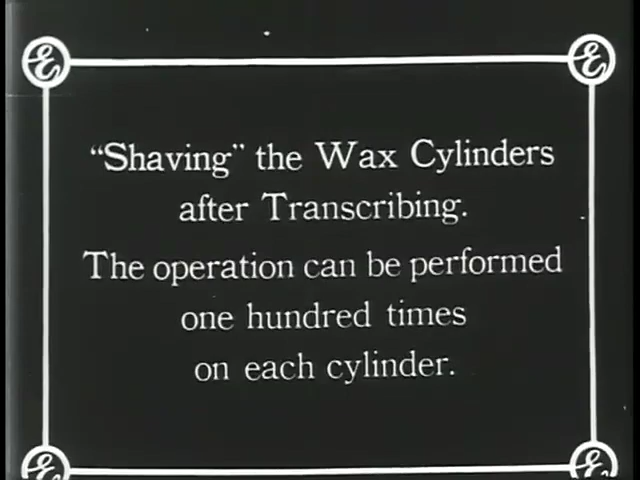 “Shaving” the Wax Cylinders
after Transcribing.
The operation can be performed
one hundred times
on each cylinder.